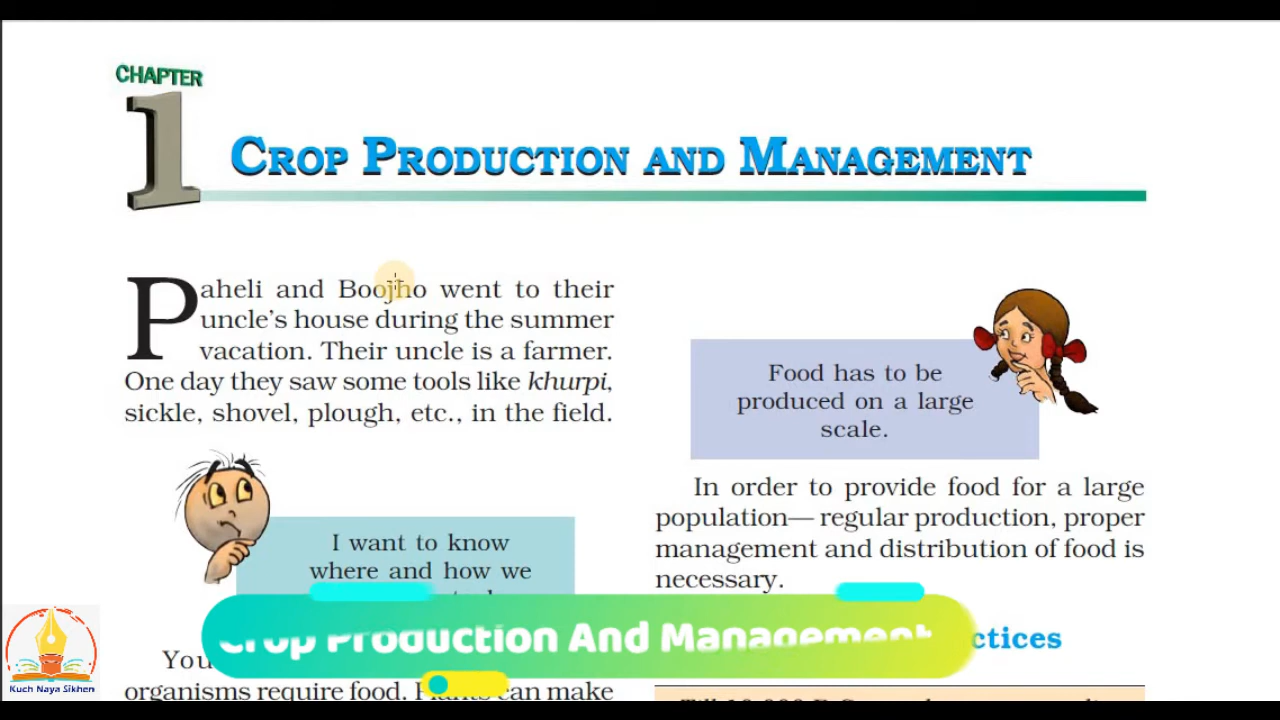 CHAPTER
1
CROP PRODUCTION AND MANAGEMENT
Paheli and Boojho went to their
uncle's house during the summer
vacation. Their uncle is a farmer.
One day they saw some tools like khurpi,
sickle, shovel, plough, etc., in the field.
I want to know
where and how we
You
organisms require food. Plants can make
Food has to be
produced on a large
scale.
In order to provide food for a large
population— regular production, proper
management and distribution of food is
necessary.
ctices
Crop Production And Management
Kuch Naya Sikhen